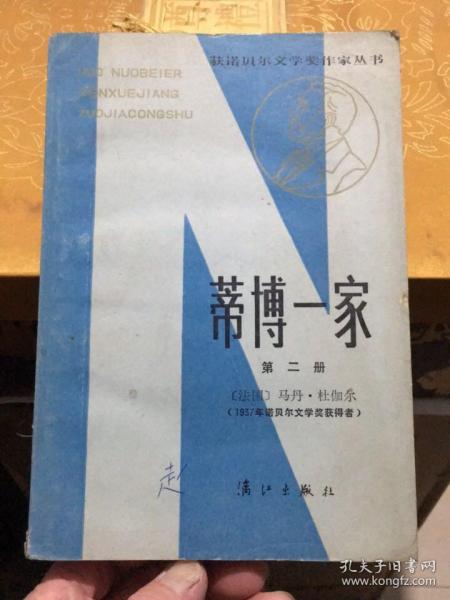 获诺贝尔文学奖作家丛书
HUO NUOBEIER
WENXUEJIANG
ZUOJIACONGSHU
蒂博一家
第二册
〔法国〕马丹·杜伽尔
(1937年诺贝尔文学奖获得者)
赵
漓江出版社
孔夫子旧书网
www.kongfz.com